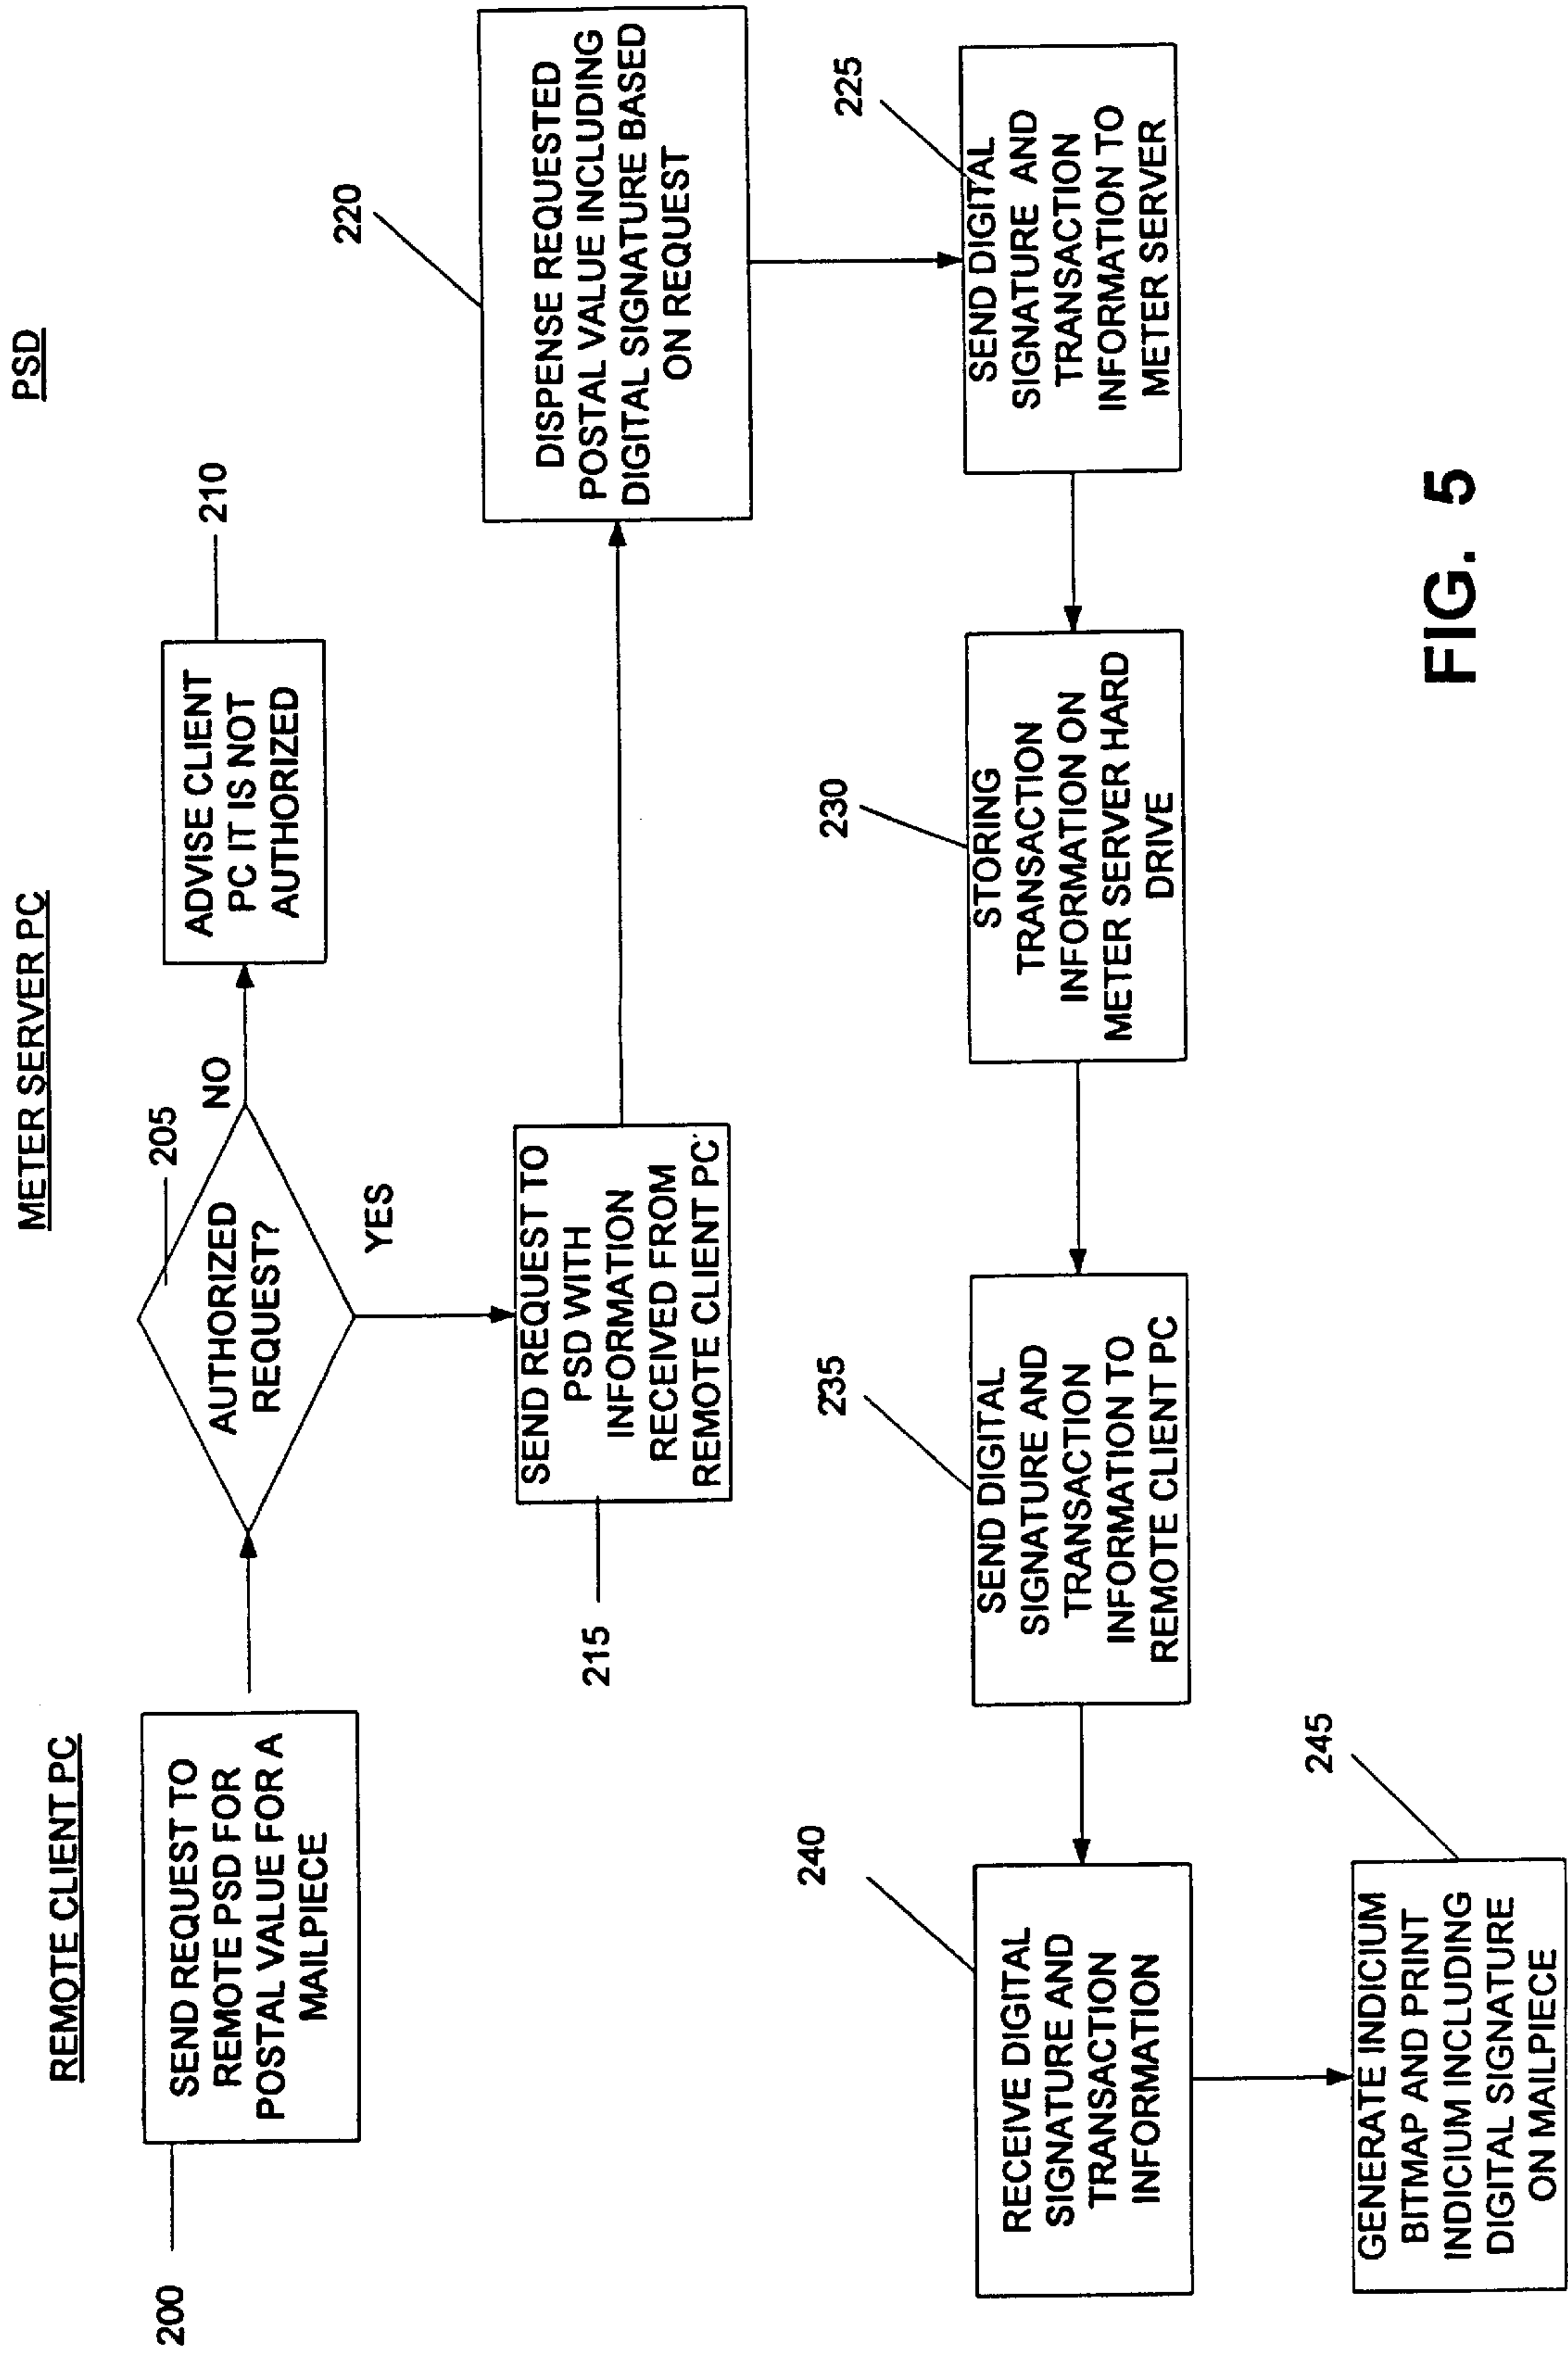 REMOTE CLIENT PC
METER SERVER PC
PSD
200
SEND REQUEST TO
REMOTE PSD FOR
POSTAL VALUE FOR A
MAILPIECE
205
AUTHORIZED
REQUEST?
NO
YES
210
ADVISE CLIENT
PC IT IS NOT
AUTHORIZED
215
SEND REQUEST TO
PSD WITH
INFORMATION
RECEIVED FROM
REMOTE CLIENT PC
220
DISPENSE REQUESTED
POSTAL VALUE INCLUDING
DIGITAL SIGNATURE BASED
ON REQUEST
225
SEND DIGITAL
SIGNATURE AND
TRANSACTION
INFORMATION TO
METER SERVER
230
STORING
TRANSACTION
INFORMATION ON
METER SERVER HARD
DRIVE
235
SEND DIGITAL
SIGNATURE AND
TRANSACTION
INFORMATION TO
REMOTE CLIENT PC
240
RECEIVE DIGITAL
SIGNATURE AND
TRANSACTION
INFORMATION
245
GENERATE INDICIUM
BITMAP AND PRINT
INDICIUM INCLUDING
DIGITAL SIGNATURE
ON MAILPIECE
FIG. 5